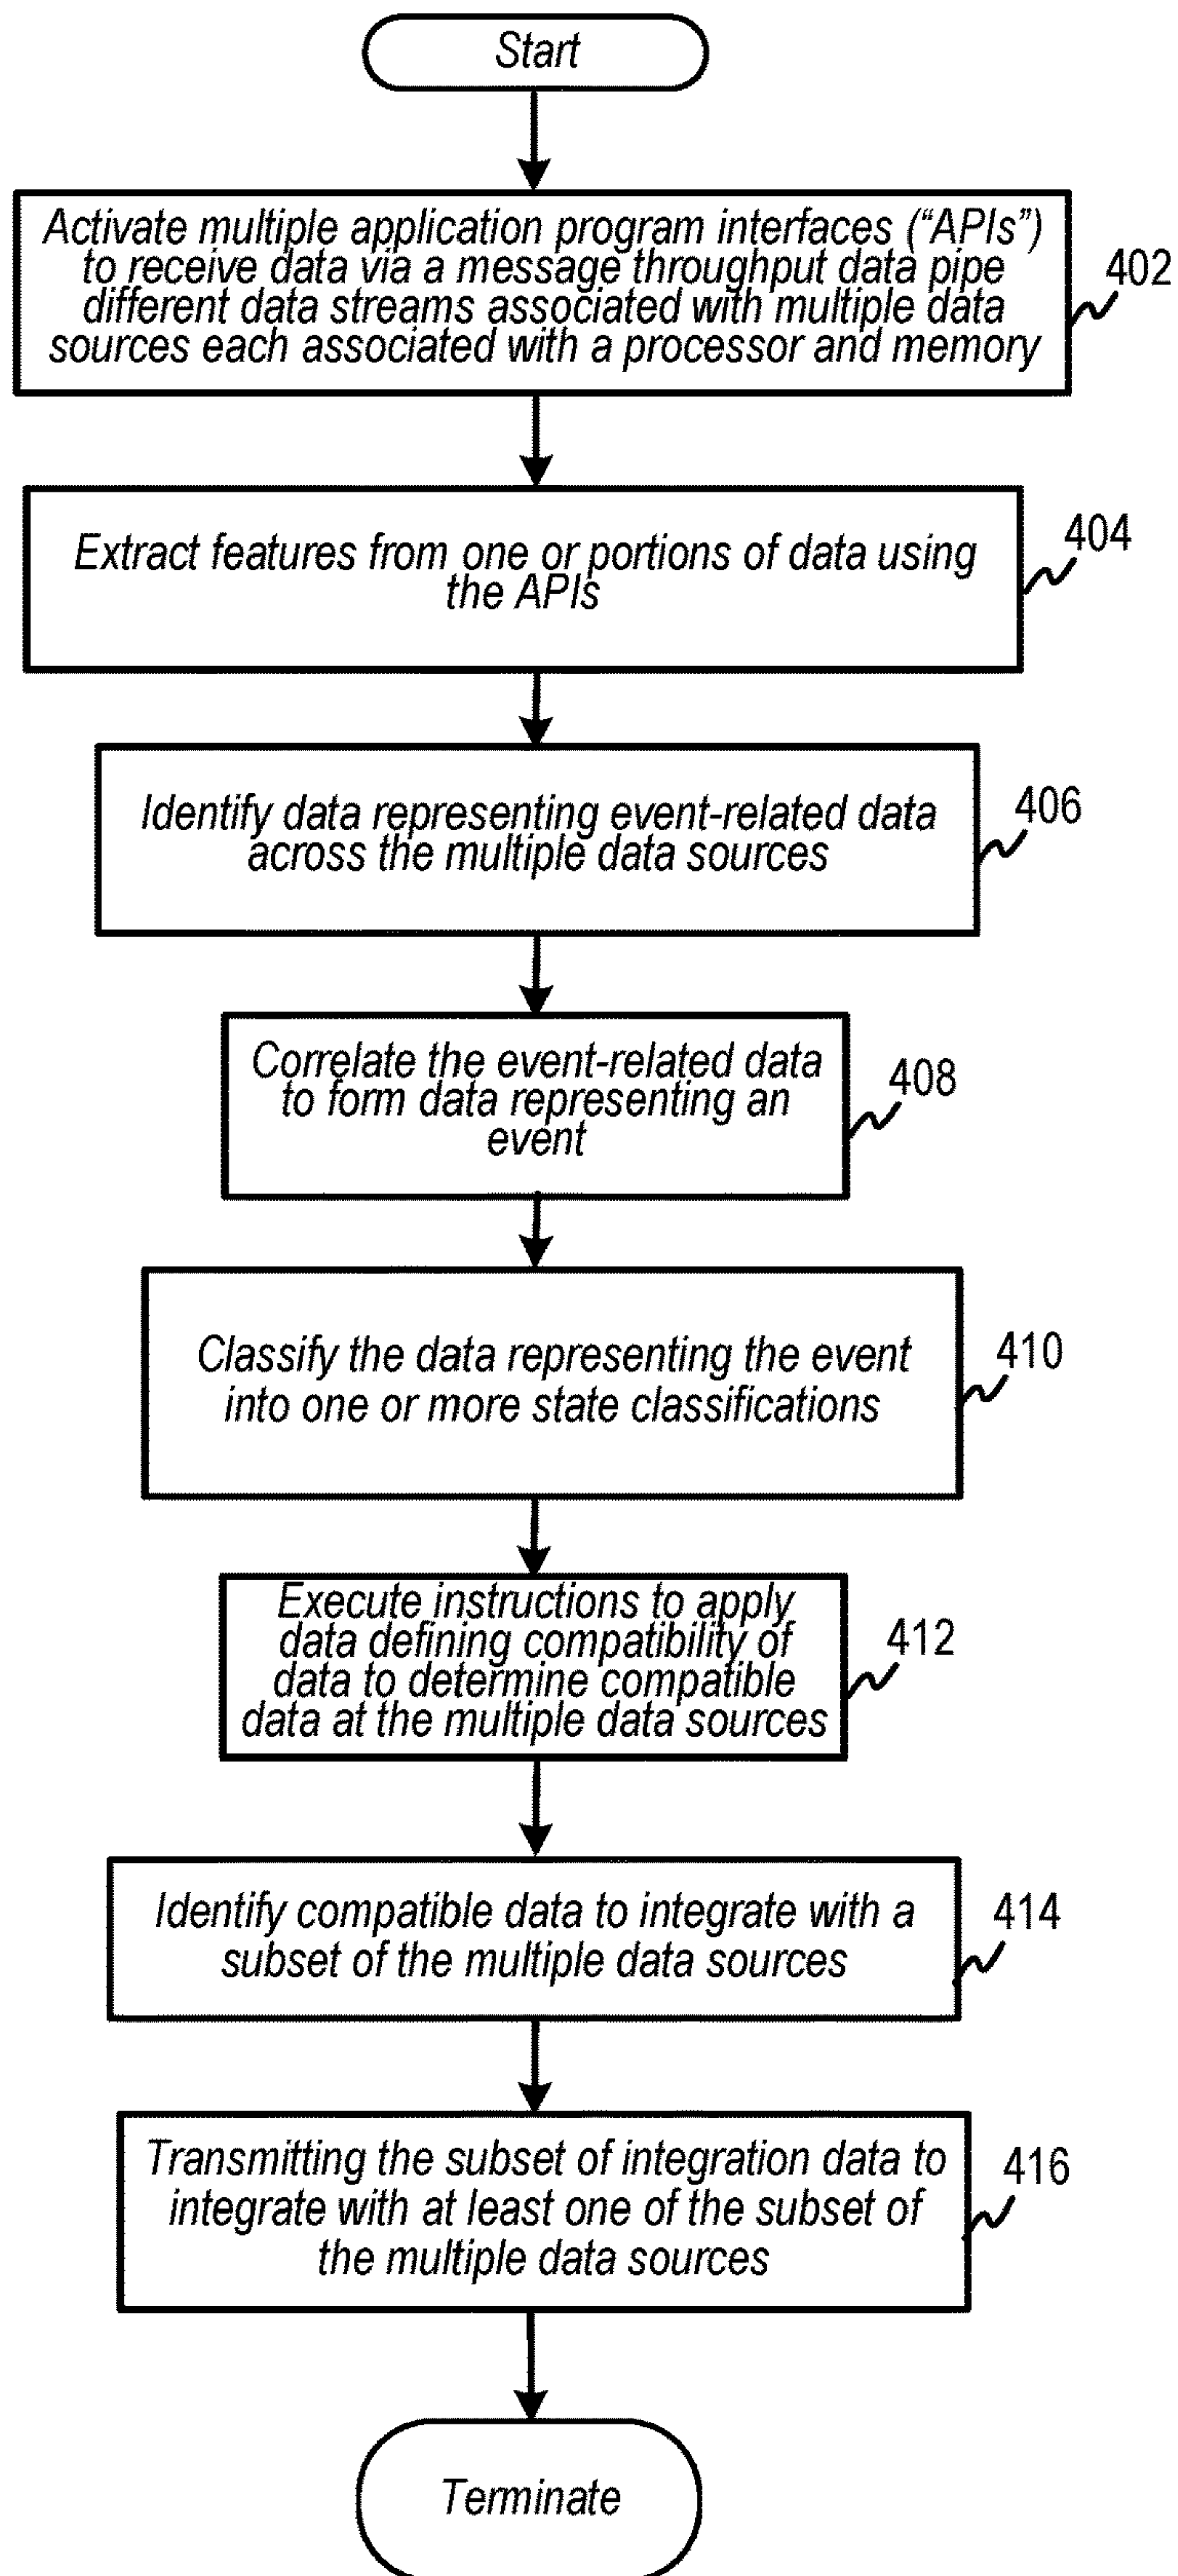 Start
Activate multiple application program interfaces (“APIs”)
to receive data via a message throughput data pipe
different data streams associated with multiple data
sources each associated with a processor and memory
402
Extract features from one or portions of data using
the APIs
404
Identify data representing event-related data
across the multiple data sources
406
Correlate the event-related data
to form data representing an
event
408
Classify the data representing the event
into one or more state classifications
410
Execute instructions to apply
data defining compatibility of
data to determine compatible
data at the multiple data sources
412
Identify compatible data to integrate with a
subset of the multiple data sources
414
Transmitting the subset of integration data to
integrate with at least one of the subset of
the multiple data sources
416
Terminate